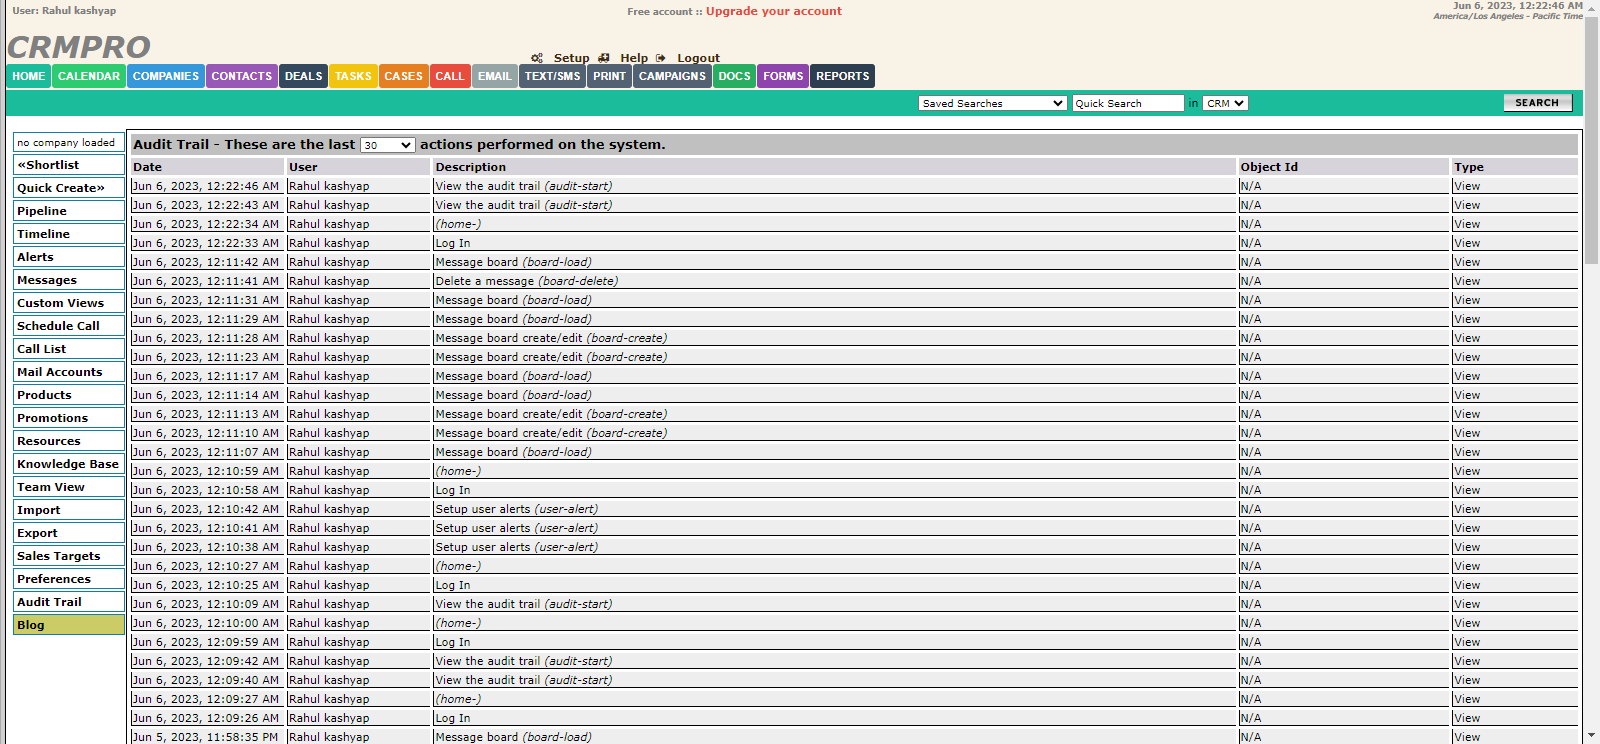 User: Rahul kashyap
Free account :: Upgrade your account
Jun 6, 2023, 12:22:46 AM
America/Los Angeles - Pacific Time
CRMPRO
Setup Help Logout
HOME CALENDAR COMPANIES CONTACTS DEALS TASKS CASES CALL EMAIL TEXT/SMS PRINT CAMPAIGNS DOCS FORMS REPORTS
Saved Searches Quick Search in CRM SEARCH
no company loaded
«Shortlist
Quick Create»
Pipeline
Timeline
Alerts
Messages
Custom Views
Schedule Call
Call List
Mail Accounts
Products
Promotions
Resources
Knowledge Base
Team View
Import
Export
Sales Targets
Preferences
Audit Trail
Blog
Audit Trail - These are the last 30 actions performed on the system.
Date User Description Object Id Type
Jun 6, 2023, 12:22:46 AM Rahul kashyap View the audit trail (audit-start) N/A View
Jun 6, 2023, 12:22:43 AM Rahul kashyap View the audit trail (audit-start) N/A View
Jun 6, 2023, 12:22:34 AM Rahul kashyap (home-) N/A View
Jun 6, 2023, 12:22:33 AM Rahul kashyap Log In N/A View
Jun 6, 2023, 12:11:42 AM Rahul kashyap Message board (board-load) N/A View
Jun 6, 2023, 12:11:41 AM Rahul kashyap Delete a message (board-delete) N/A View
Jun 6, 2023, 12:11:31 AM Rahul kashyap Message board (board-load) N/A View
Jun 6, 2023, 12:11:29 AM Rahul kashyap Message board (board-load) N/A View
Jun 6, 2023, 12:11:28 AM Rahul kashyap Message board create/edit (board-create) N/A View
Jun 6, 2023, 12:11:23 AM Rahul kashyap Message board create/edit (board-create) N/A View
Jun 6, 2023, 12:11:17 AM Rahul kashyap Message board (board-load) N/A View
Jun 6, 2023, 12:11:14 AM Rahul kashyap Message board (board-load) N/A View
Jun 6, 2023, 12:11:13 AM Rahul kashyap Message board create/edit (board-create) N/A View
Jun 6, 2023, 12:11:10 AM Rahul kashyap Message board create/edit (board-create) N/A View
Jun 6, 2023, 12:11:07 AM Rahul kashyap Message board (board-load) N/A View
Jun 6, 2023, 12:10:59 AM Rahul kashyap (home-) N/A View
Jun 6, 2023, 12:10:58 AM Rahul kashyap Log In N/A View
Jun 6, 2023, 12:10:42 AM Rahul kashyap Setup user alerts (user-alert) N/A View
Jun 6, 2023, 12:10:41 AM Rahul kashyap Setup user alerts (user-alert) N/A View
Jun 6, 2023, 12:10:38 AM Rahul kashyap Setup user alerts (user-alert) N/A View
Jun 6, 2023, 12:10:27 AM Rahul kashyap (home-) N/A View
Jun 6, 2023, 12:10:25 AM Rahul kashyap Log In N/A View
Jun 6, 2023, 12:10:09 AM Rahul kashyap View the audit trail (audit-start) N/A View
Jun 6, 2023, 12:10:00 AM Rahul kashyap (home-) N/A View
Jun 6, 2023, 12:09:59 AM Rahul kashyap Log In N/A View
Jun 6, 2023, 12:09:42 AM Rahul kashyap View the audit trail (audit-start) N/A View
Jun 6, 2023, 12:09:40 AM Rahul kashyap View the audit trail (audit-start) N/A View
Jun 6, 2023, 12:09:27 AM Rahul kashyap (home-) N/A View
Jun 6, 2023, 12:09:26 AM Rahul kashyap Log In N/A View
Jun 5, 2023, 11:58:35 PM Rahul kashyap Message board (board-load) N/A View